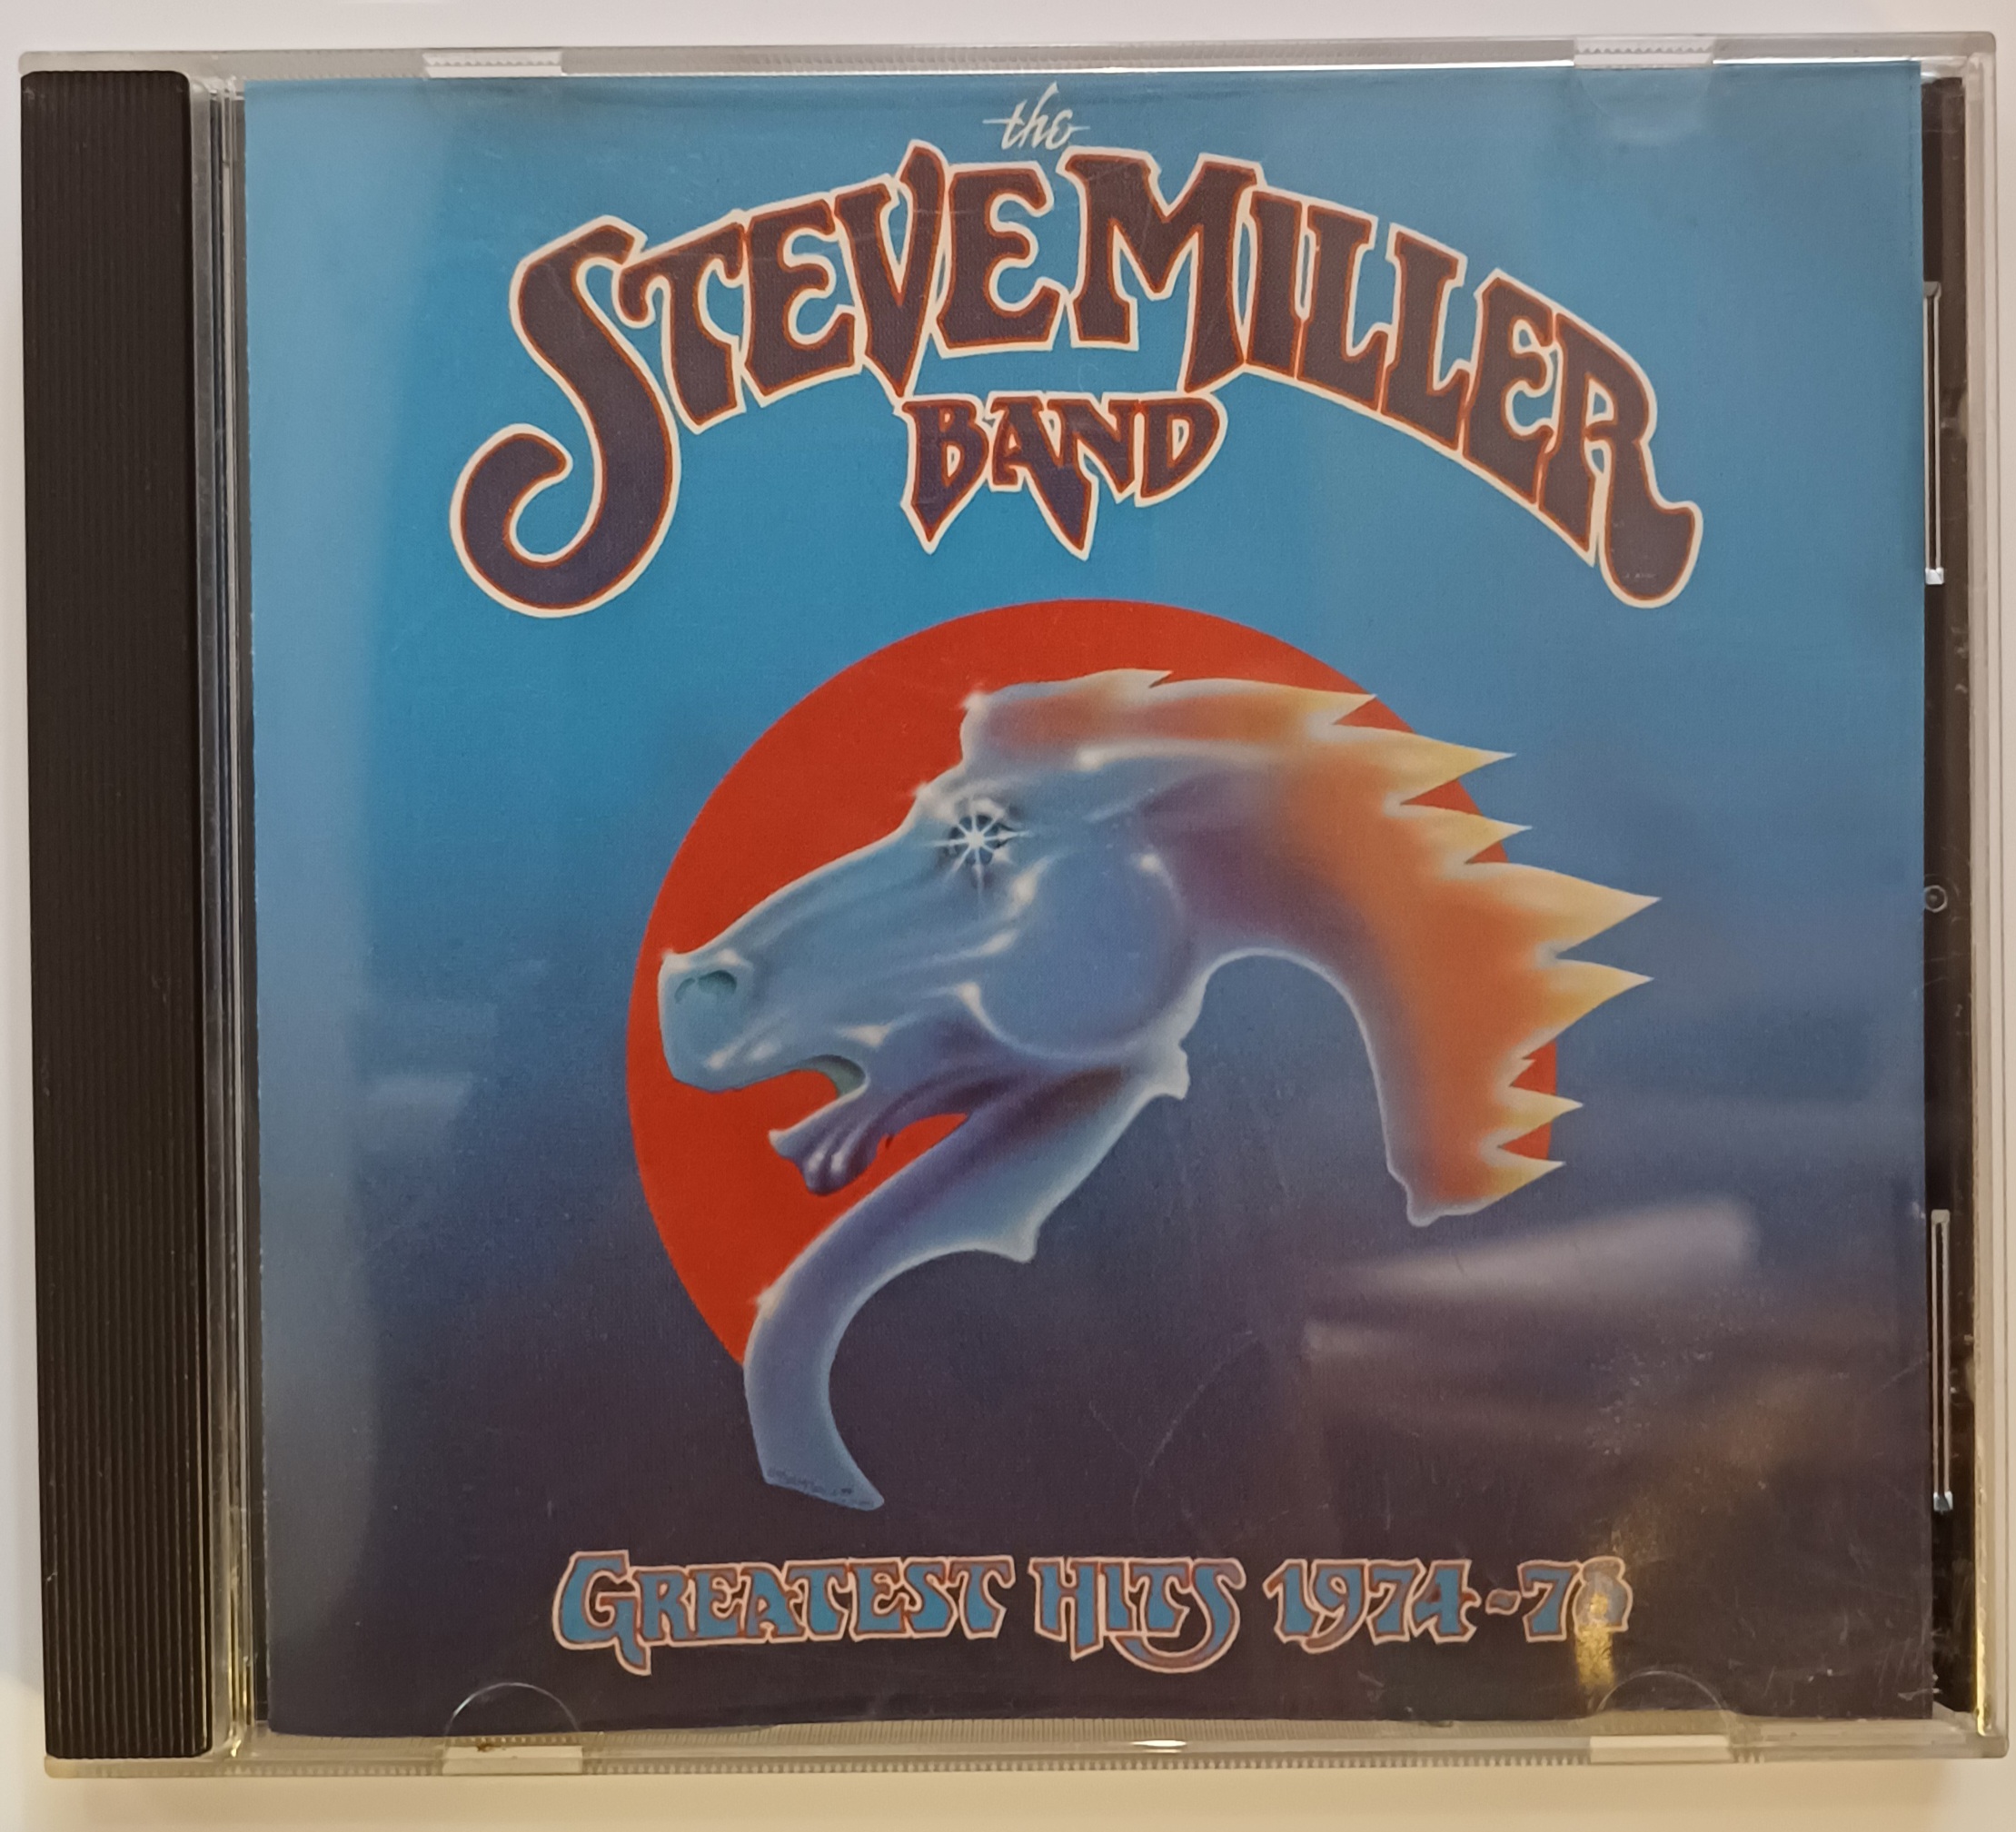 the
STEVE MILLER
BAND
GREATEST HITS 1974-78